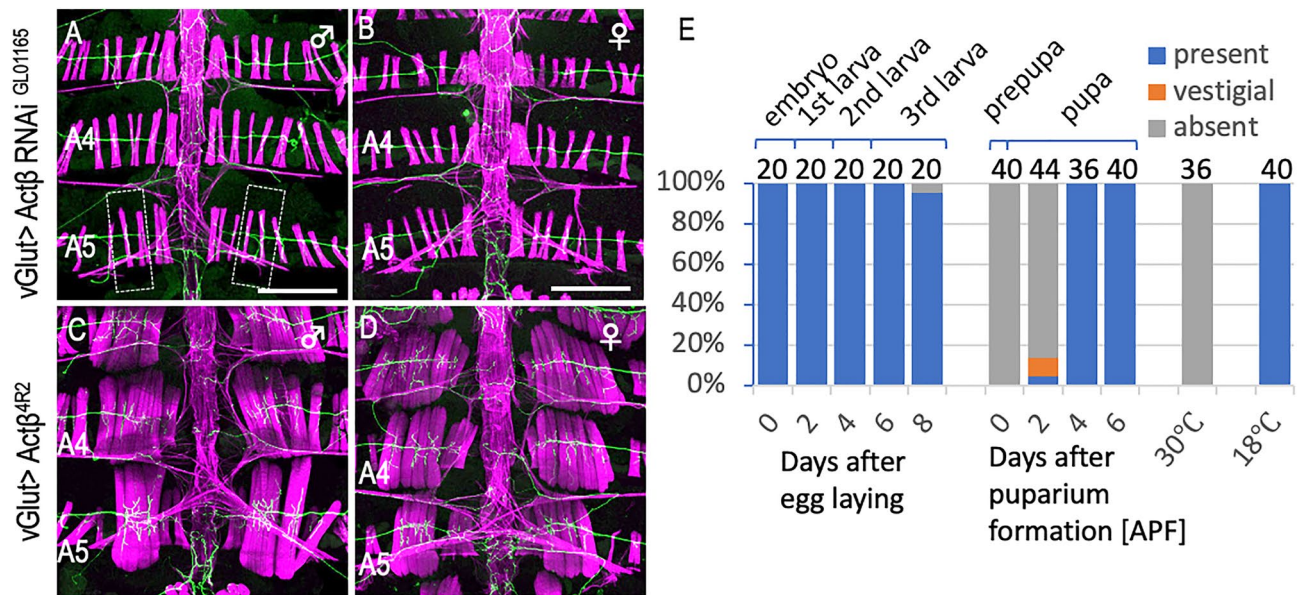 vGlut> Actβ RNAi GL01165
A ♂
A4
A5
B ♀
A4
A5
vGlut> Actβ4R2
C ♂
A4
A5
D ♀
A4
A5
E
embryo
1st larva
2nd larva
3rd larva
prepupa
pupa
present
vestigial
absent
20 20 20 20 20 40 44 36 40 36 40
100%
80%
60%
40%
20%
0%
0 2 4 6 8 0 2 4 6 30°C 18°C
Days after
egg laying
Days after
puparium
formation [APF]